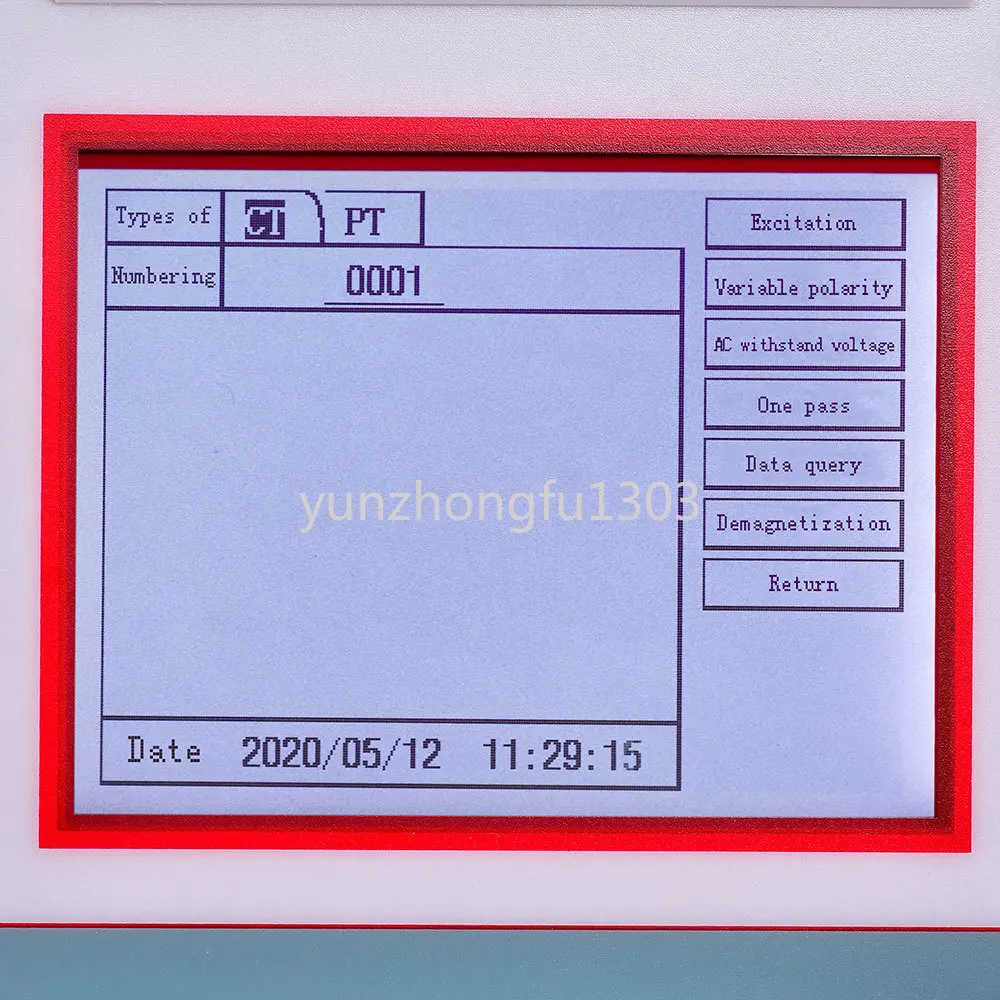 Types of CT PT
Numbering 0001
Excitation
Variable polarity
AC withstand voltage
One pass
Data query
Demagnetization
Return
yunzhongfu1303
Date 2020/05/12 11:29:15